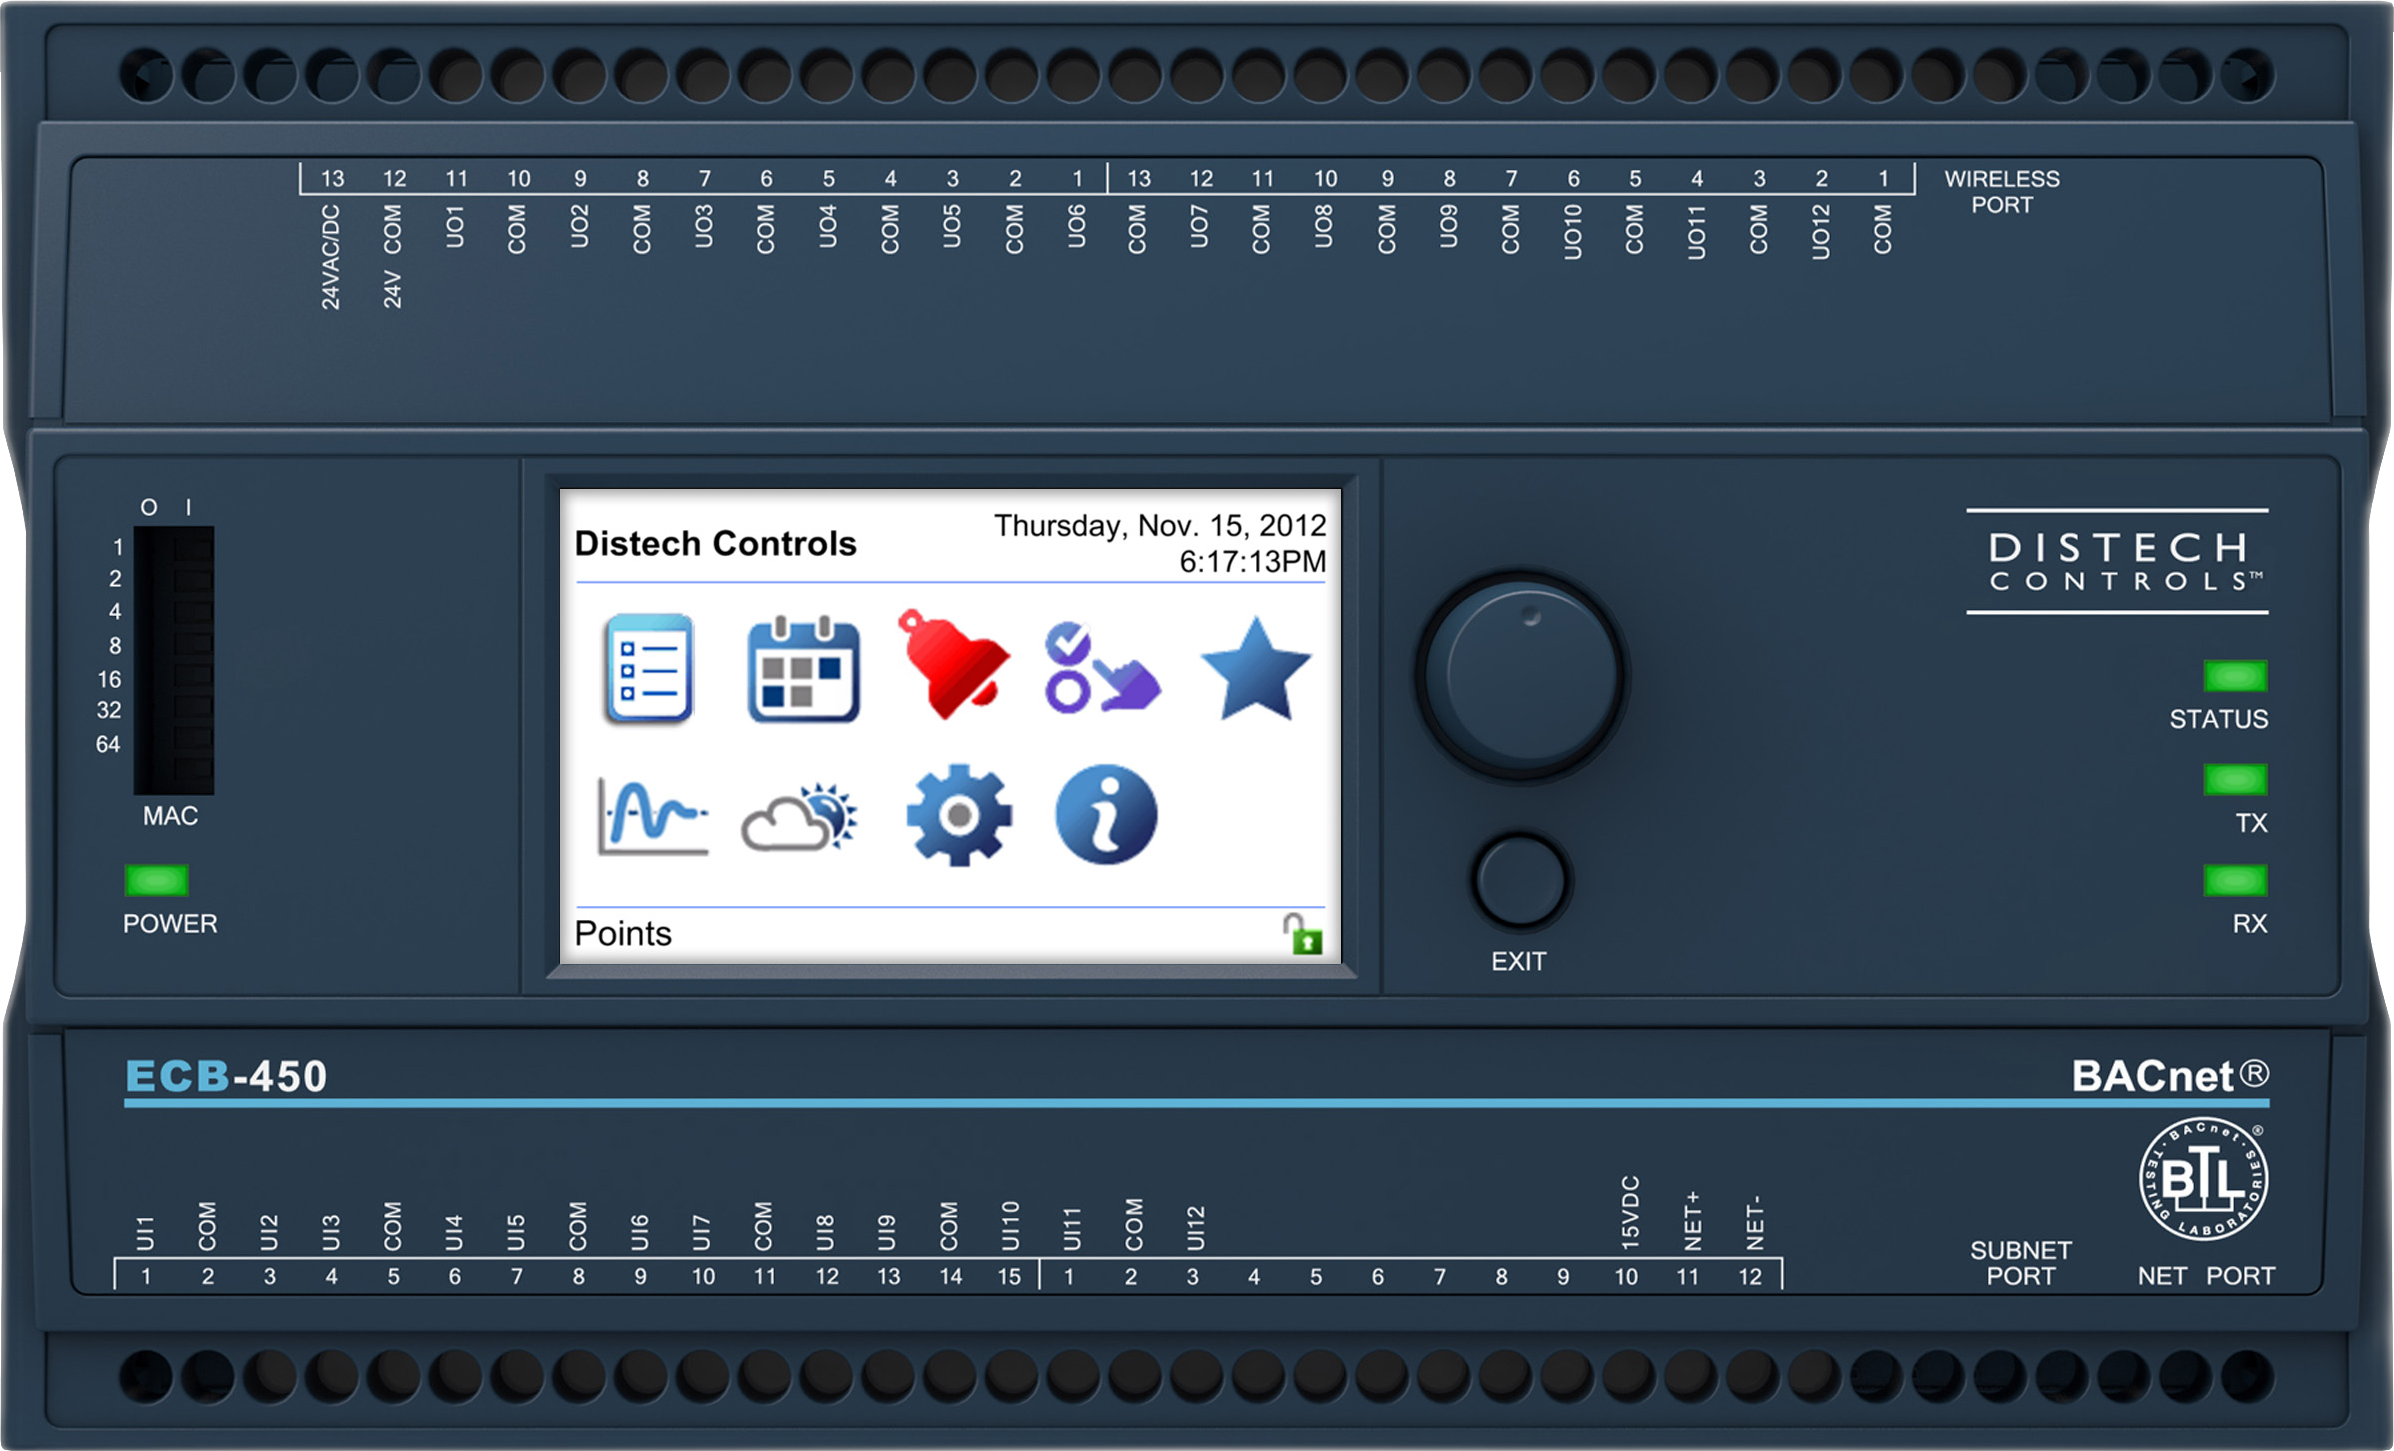 13 12 11 10 9 8 7 6 5 4 3 2 1 13 12 11 10 9 8 7 6 5 4 3 2 1
24VAC/DC
24V COM
UO1
COM
UO2
COM
UO3
COM
UO4
COM
UO5
COM
UO6
COM
UO7
COM
UO8
COM
UO9
COM
UO10
COM
UO11
COM
UO12
COM
WIRELESS
PORT
O I
1
2
4
8
16
32
64
MAC
POWER
Distech Controls
Thursday, Nov. 15, 2012
6:17:13PM
Points
EXIT
DISTECH
CONTROLS™
STATUS
TX
RX
ECB-450
BACnet®
UI1
COM
UI2
UI3
COM
UI4
UI5
COM
UI6
UI7
COM
UI8
UI9
COM
UI10
UI11
COM
UI12
15VDC
NET+
NET-
1 2 3 4 5 6 7 8 9 10 11 12 13 14 15 1 2 3 4 5 6 7 8 9 10 11 12
SUBNET
PORT
BACnet®
BTL
TESTING LABORATORIES
NET PORT